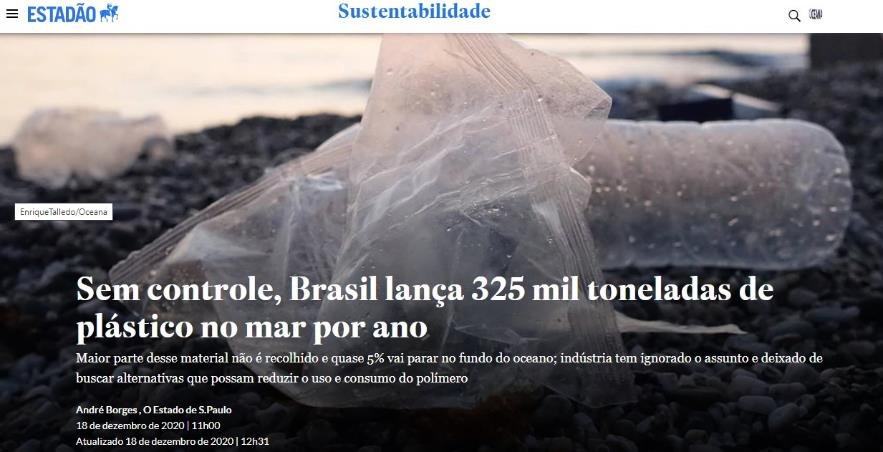 ESTADÃO
Sustentabilidade
EnriqueTalledo/Oceana
Sem controle, Brasil lança 325 mil toneladas de
plástico no mar por ano
Maior parte desse material não é recolhido e quase 5% vai parar no fundo do oceano; indústria tem ignorado o assunto e deixado de
buscar alternativas que possam reduzir o uso e consumo do polímero
André Borges , O Estado de S.Paulo
18 de dezembro de 2020 | 11h00
Atualizado 18 de dezembro de 2020 | 12h31